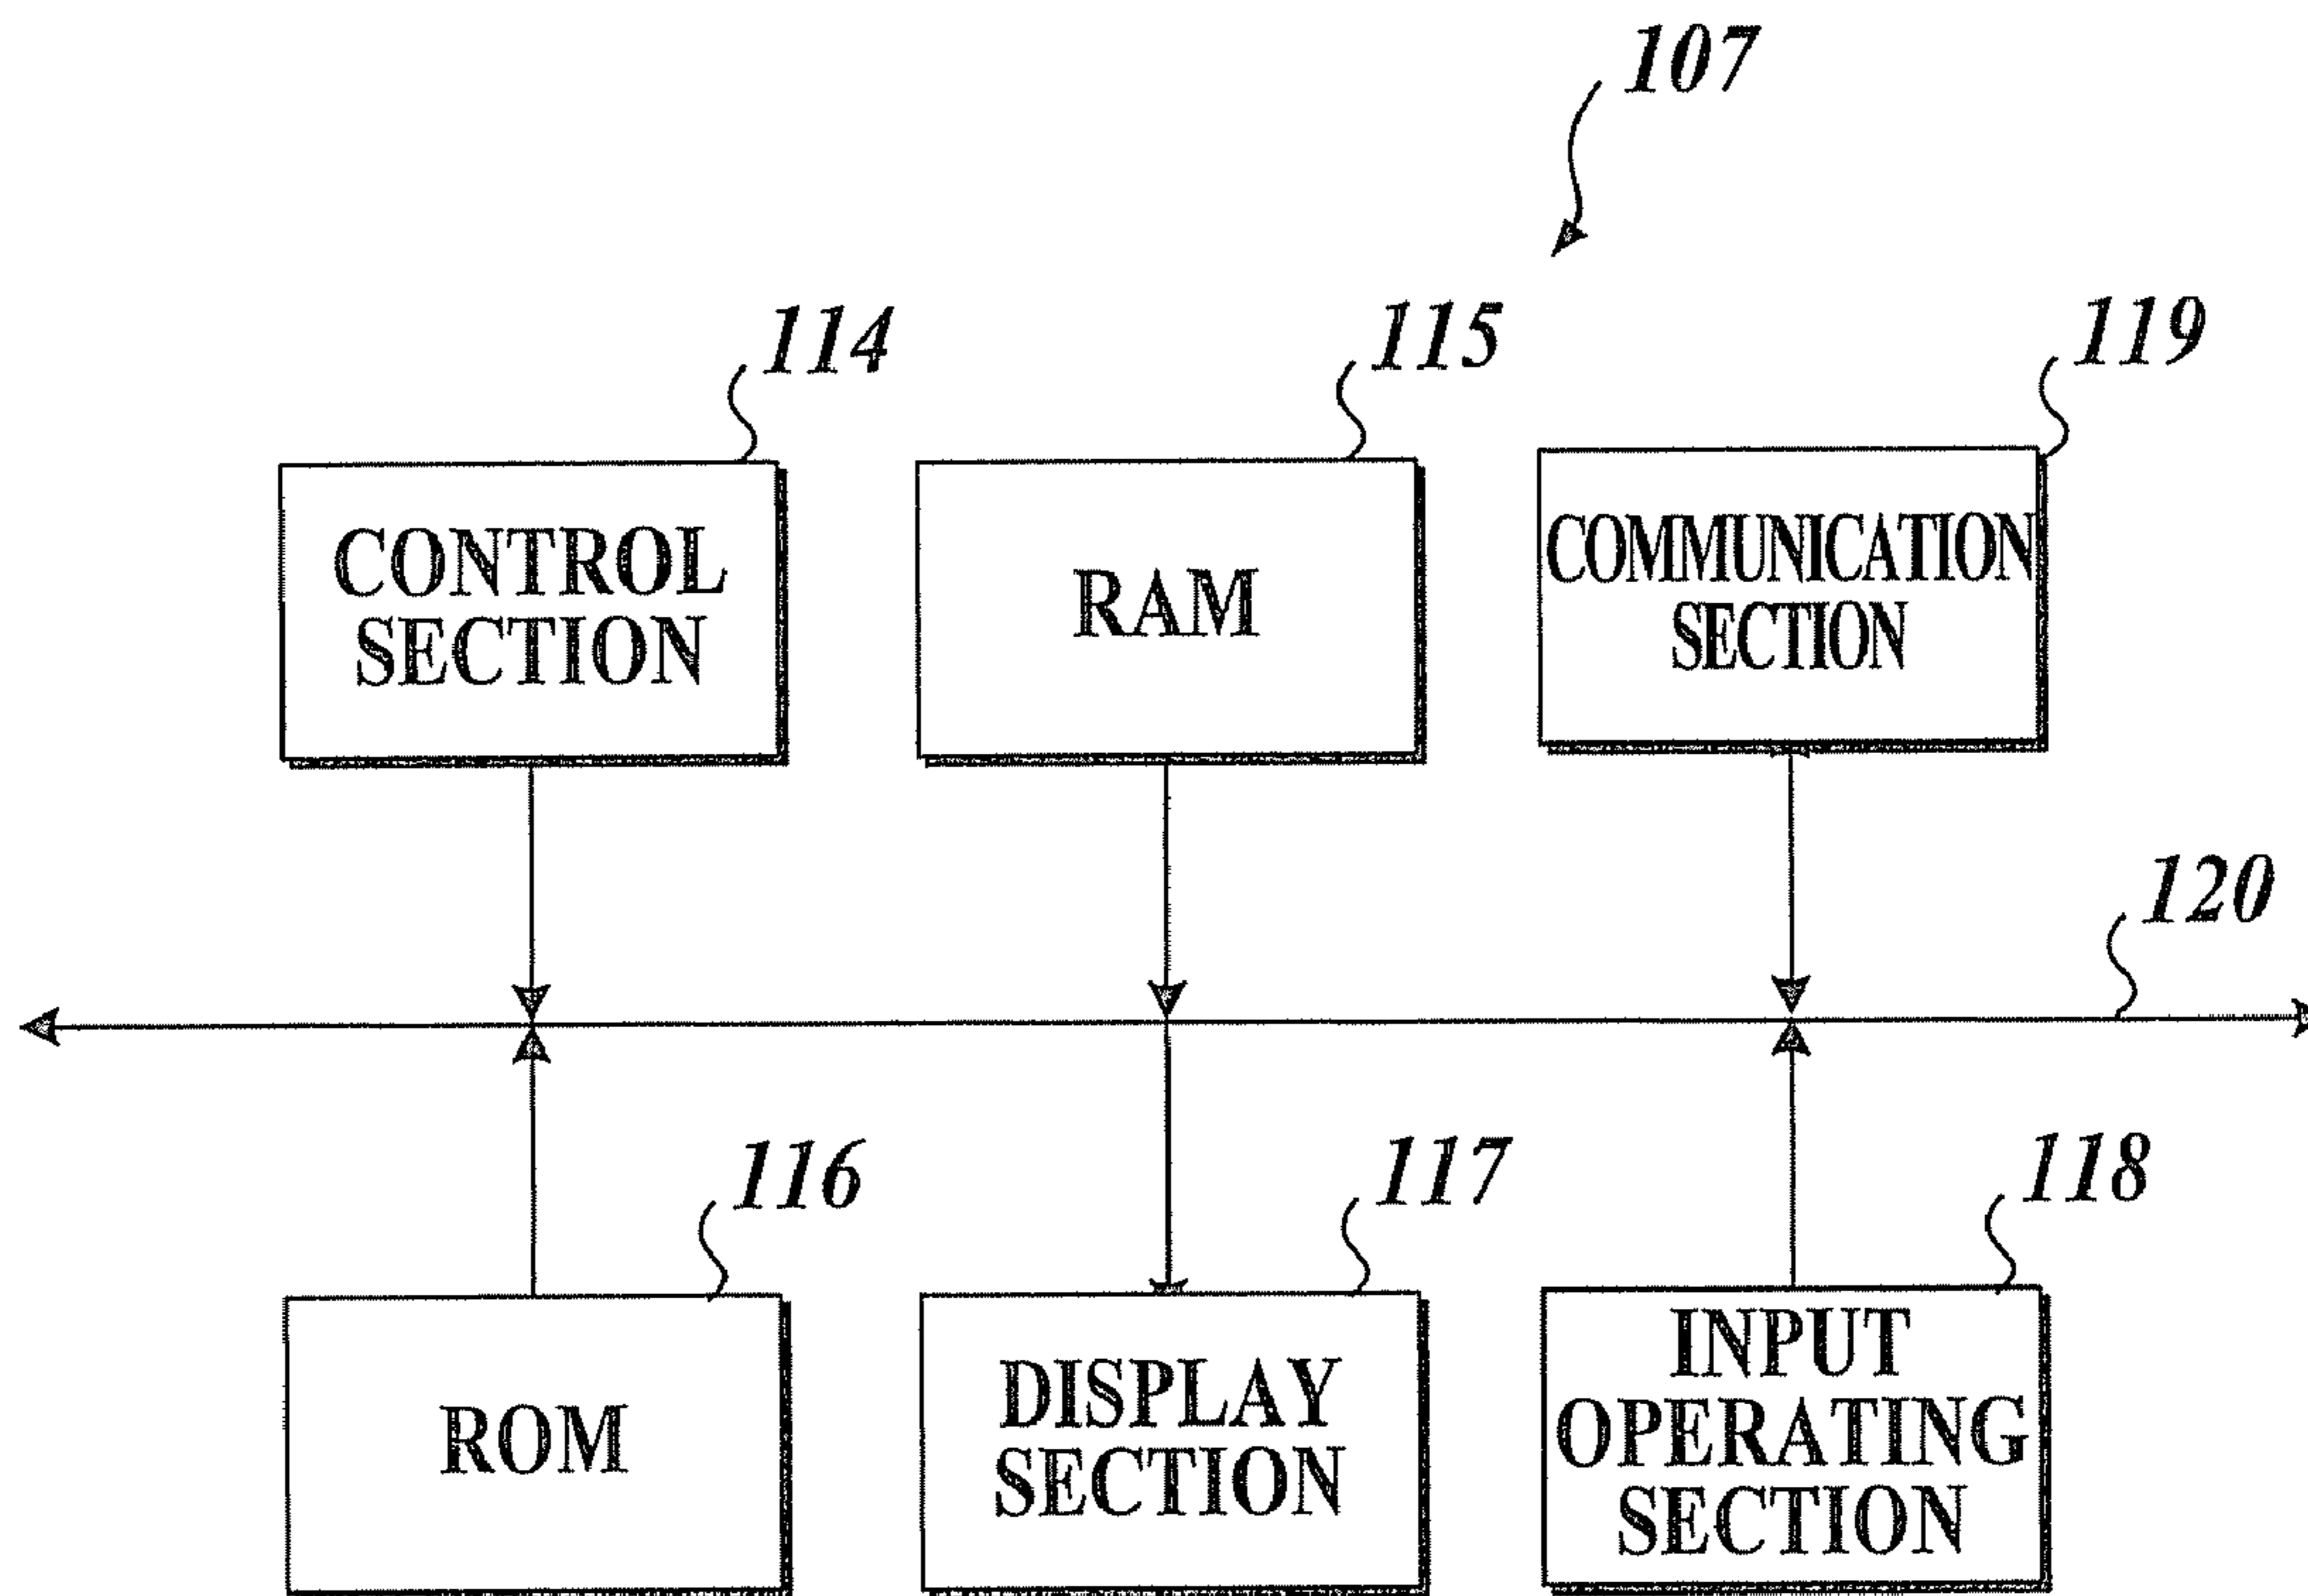 107
114
115
119
CONTROL
SECTION
RAM
COMMUNICATION
SECTION
120
116
117
118
ROM
DISPLAY
SECTION
INPUT
OPERATING
SECTION